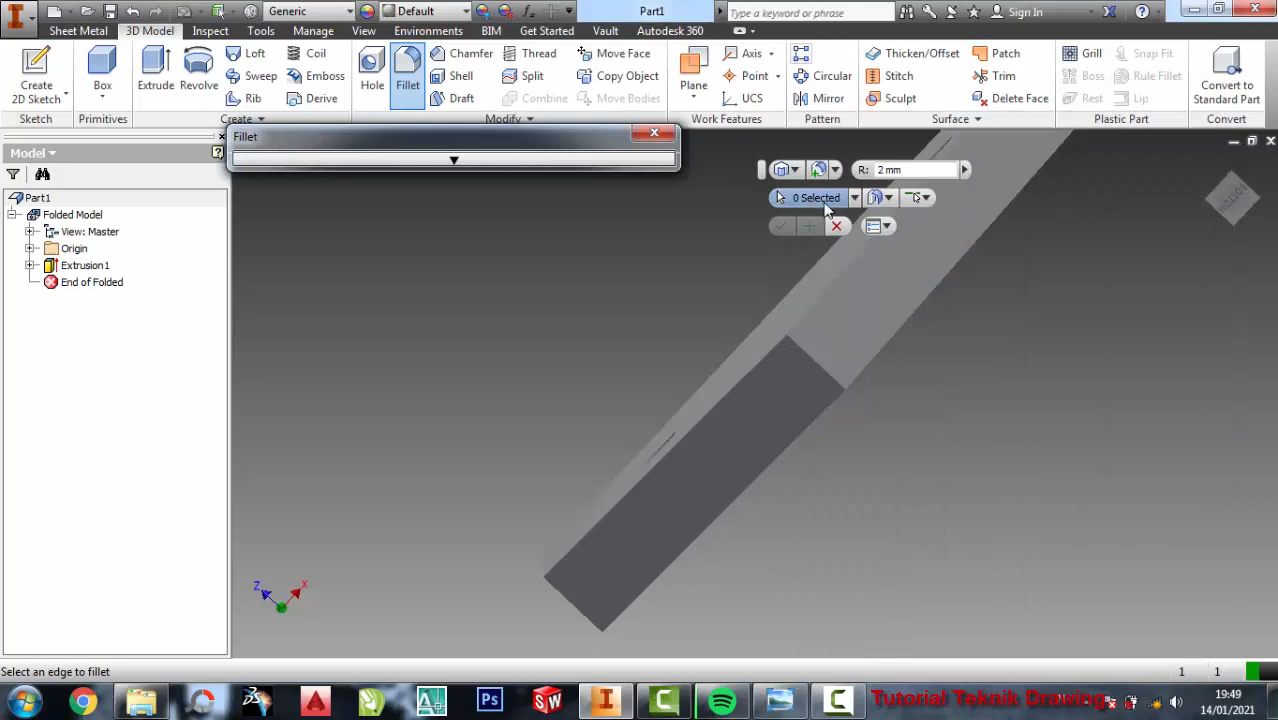 Generic
Default
Part1
Type a keyword or phrase
Sign In
Sheet Metal
3D Model
Inspect
Tools
Manage
View
Environments
BIM
Get Started
Vault
Autodesk 360
Create 2D Sketch
Sketch
Box
Primitives
Extrude
Revolve
Loft
Sweep
Rib
Coil
Emboss
Derive
Create
Hole
Fillet
Chamfer
Shell
Draft
Thread
Split
Combine
Move Face
Copy Object
Move Bodies
Modify
Plane
Axis
Point
UCS
Work Features
Circular
Mirror
Pattern
Thicken/Offset
Stitch
Sculpt
Patch
Trim
Delete Face
Surface
Grill
Boss
Rest
Snap Fit
Rule Fillet
Lip
Plastic Part
Convert to Standard Part
Convert
Model
Part1
Folded Model
View: Master
Origin
Extrusion1
End of Folded
Fillet
R: 2 mm
0 Selected
BOTTOM
Z
X
Select an edge to fillet
1
1
Ps
SW
Tutorial Teknik Drawing
19:49
14/01/2021